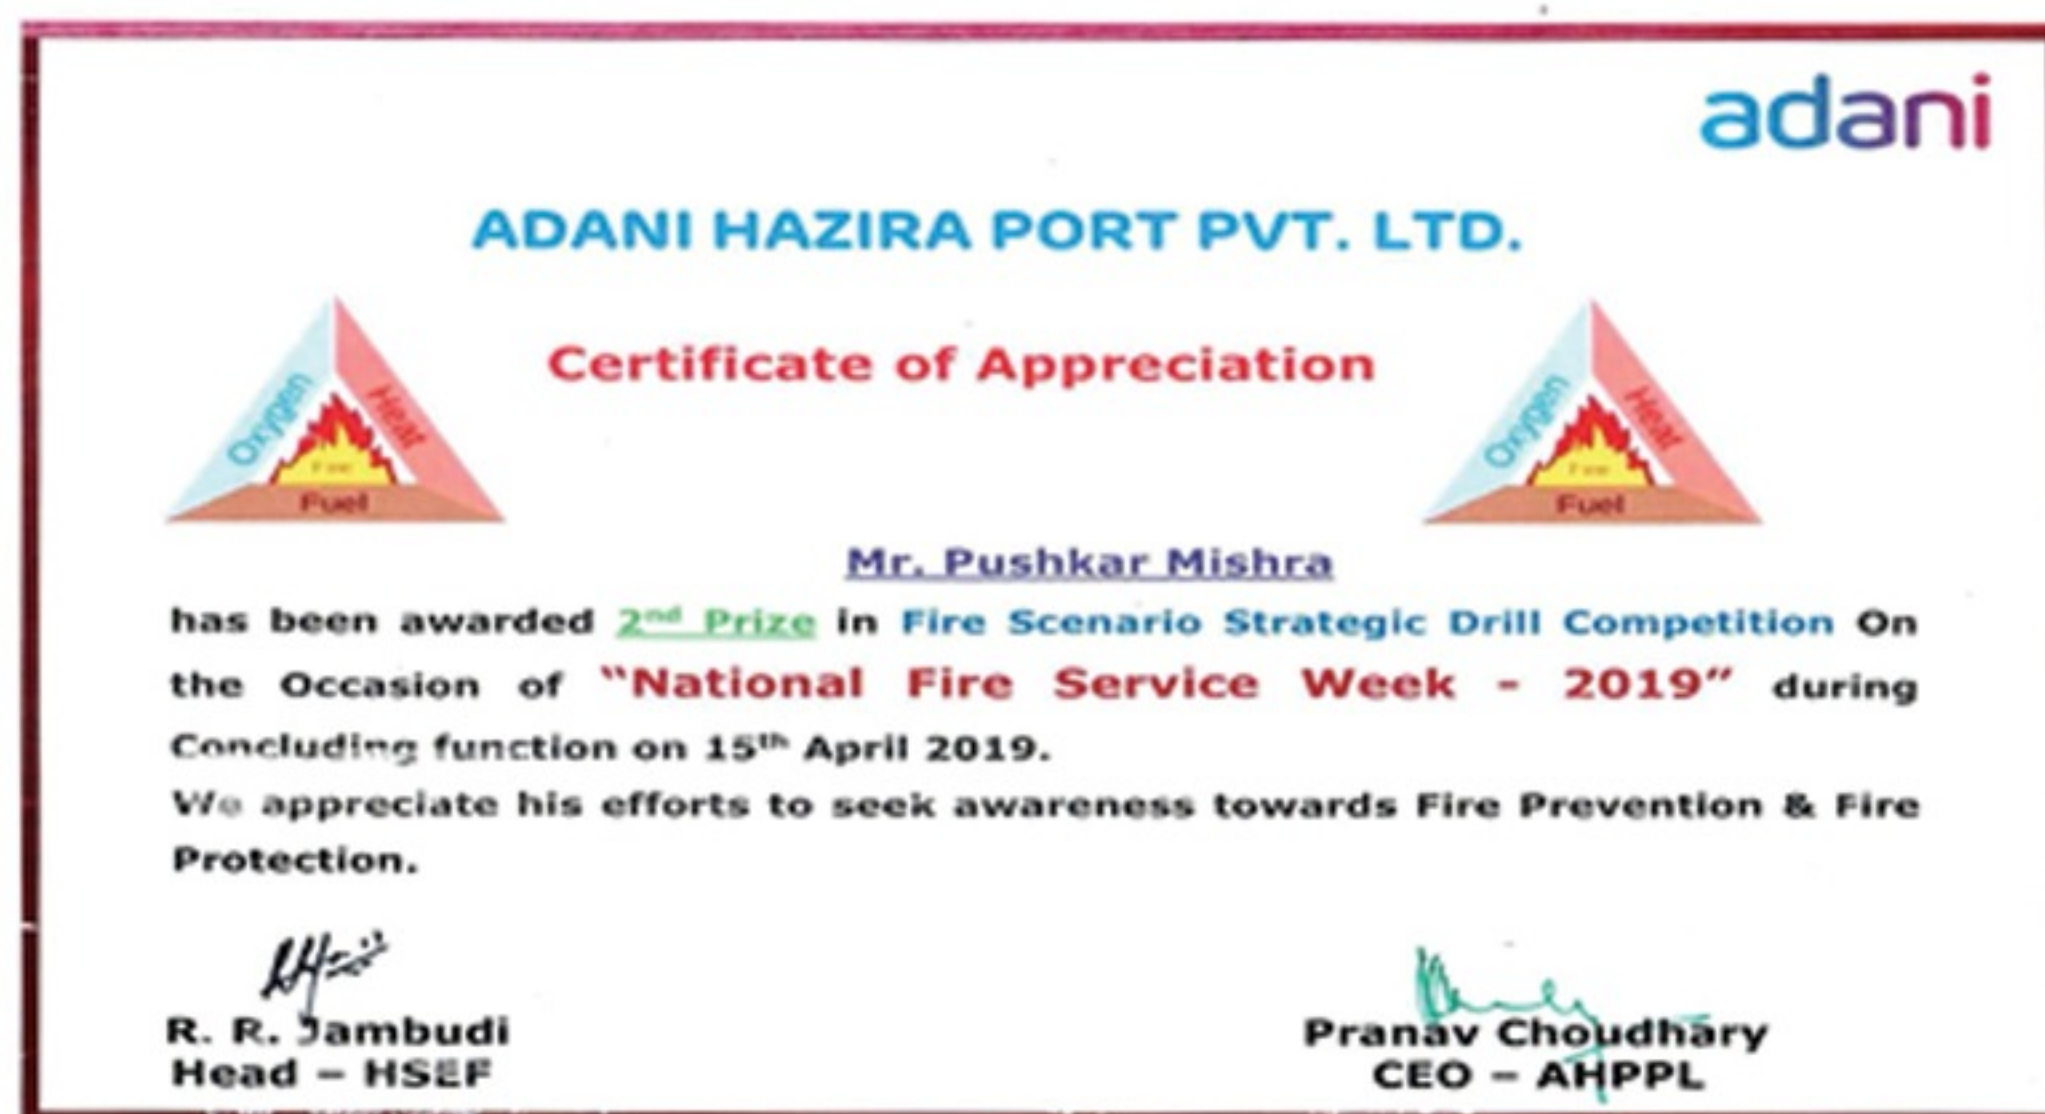 adani
ADANI HAZIRA PORT PVT. LTD.
Certificate of Appreciation
Oxygen Heat
Fire
Fuel
Oxygen Heat
Fire
Fuel
Mr. Pushkar Mishra
has been awarded 2nd Prize in Fire Scenario Strategic Drill Competition On
the Occasion of "National Fire Service Week - 2019" during
Concluding function on 15th April 2019.
We appreciate his efforts to seek awareness towards Fire Prevention & Fire
Protection.
R. R. Jambudi
Head – HSEF
Pranav Choudhary
CEO – AHPPL